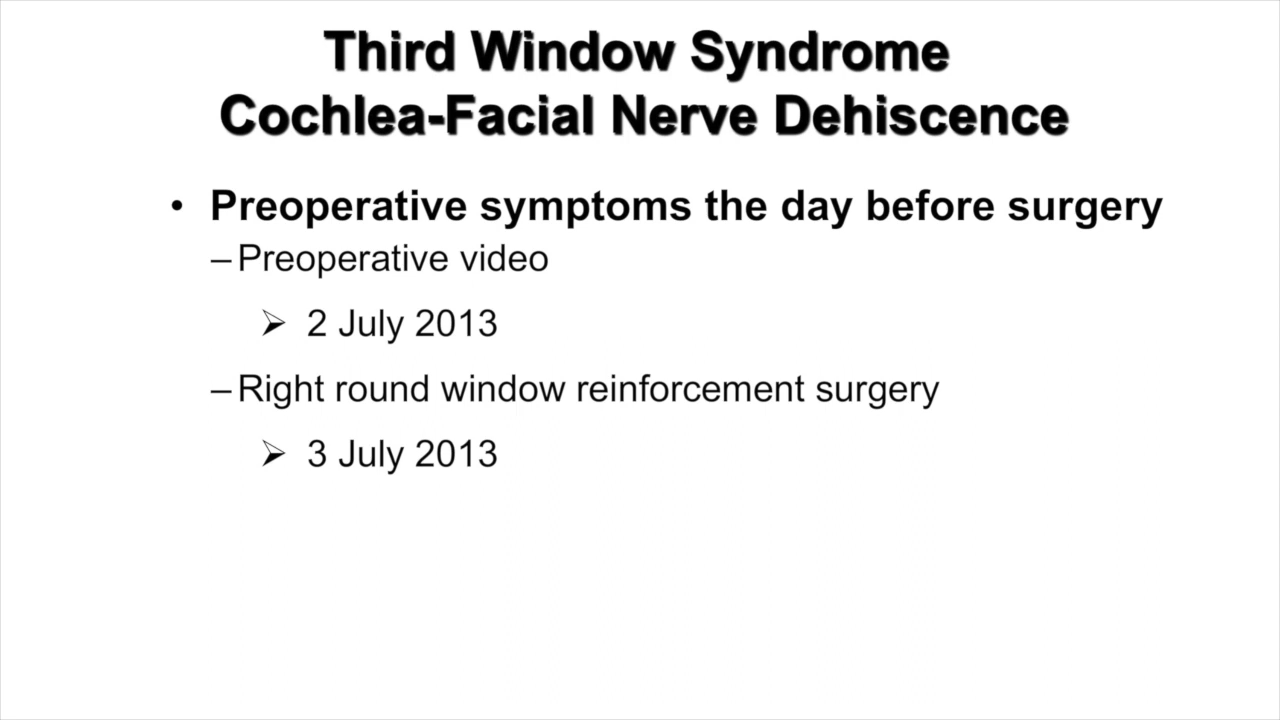 Third Window Syndrome
Cochlea-Facial Nerve Dehiscence
• Preoperative symptoms the day before surgery
–Preoperative video
➢ 2 July 2013
–Right round window reinforcement surgery
➢ 3 July 2013